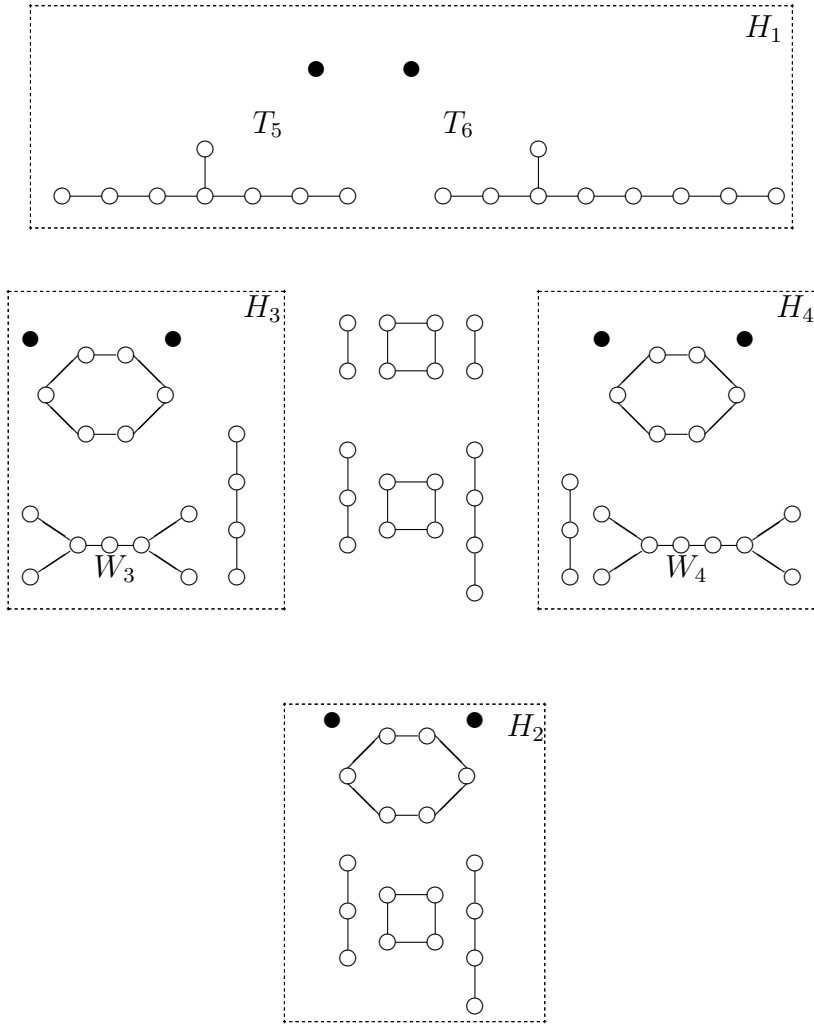 H₁
T₅ T₆
H₃ H₄
W₃ W₄
H₂